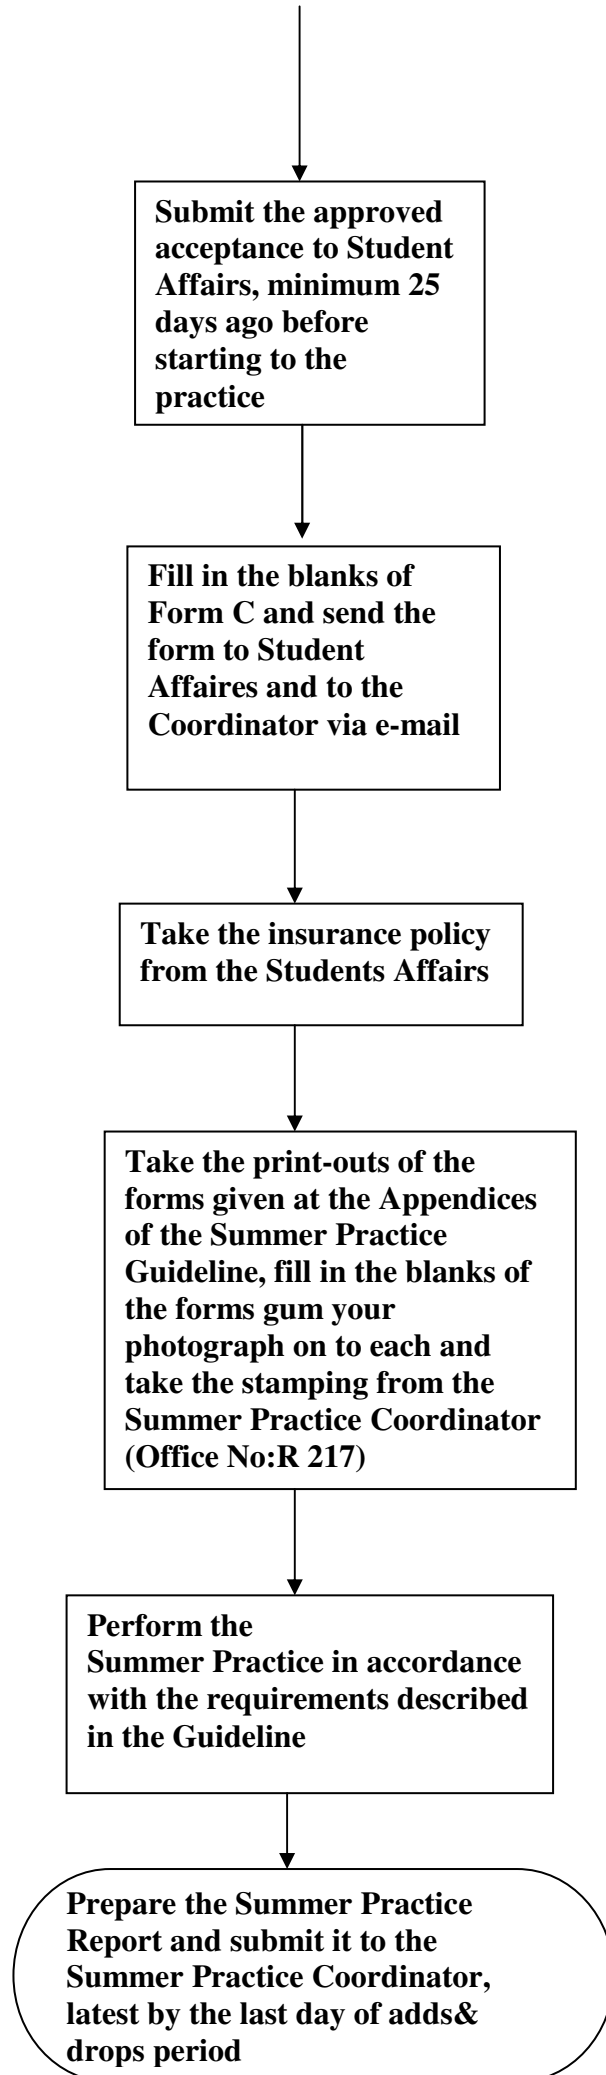 Submit the approved
acceptance to Student
Affairs, minimum 25
days ago before
starting to the
practice
Fill in the blanks of
Form C and send the
form to Student
Affaires and to the
Coordinator via e-mail
Take the insurance policy
from the Students Affairs
Take the print-outs of the
forms given at the Appendices
of the Summer Practice
Guideline, fill in the blanks of
the forms gum your
photograph on to each and
take the stamping from the
Summer Practice Coordinator
(Office No:R 217)
Perform the
Summer Practice in accordance
with the requirements described
in the Guideline
Prepare the Summer Practice
Report and submit it to the
Summer Practice Coordinator,
latest by the last day of adds&
drops period